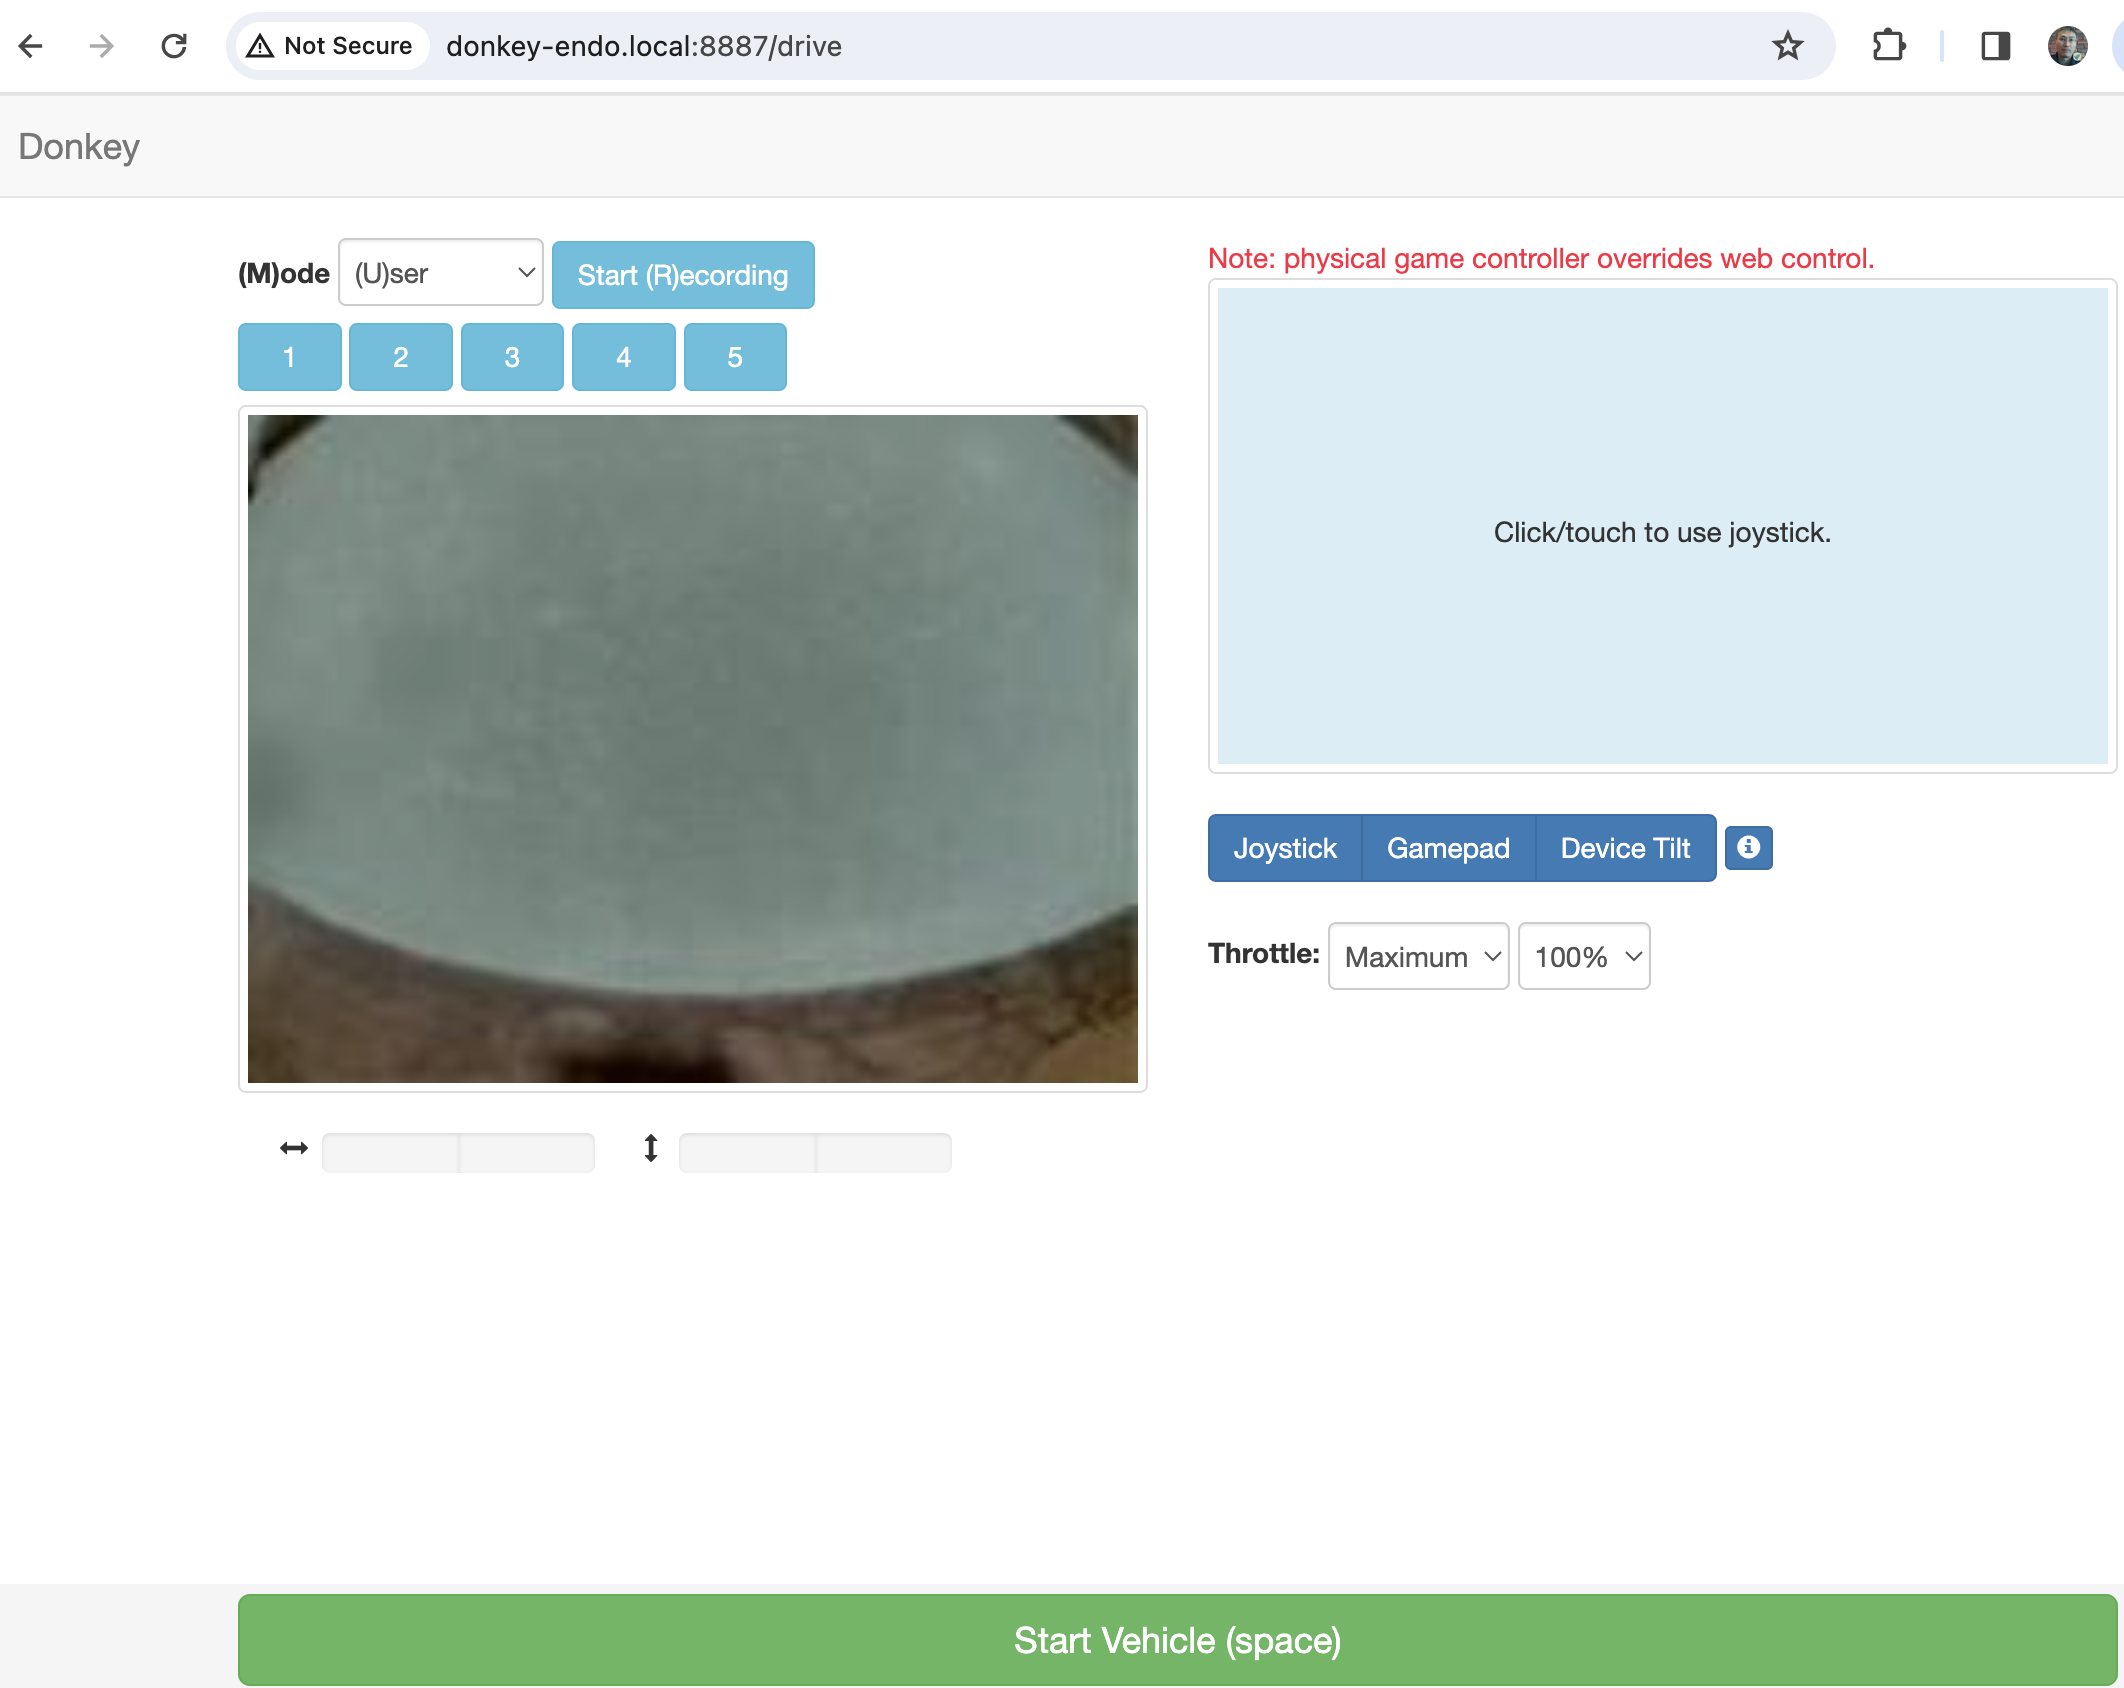 Not Secure donkey-endo.local:8887/drive
Donkey
(M)ode (U)ser Start (R)ecording
1 2 3 4 5
Note: physical game controller overrides web control.
Click/touch to use joystick.
Joystick Gamepad Device Tilt
Throttle: Maximum 100%
Start Vehicle (space)